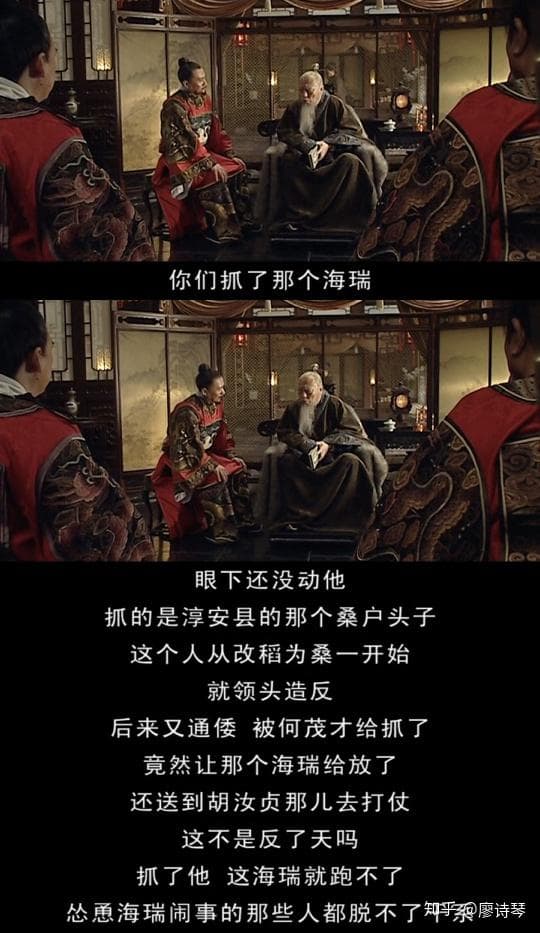 你们抓了那个海瑞
眼下还没动他
抓的是淳安县的那个桑户头子
这个人从改稻为桑一开始
就领头造反
后来又通倭 被何茂才给抓了
竟然让那个海瑞给放了
还送到胡汝贞那儿去打仗
这不是反了天吗
抓了他 这海瑞就跑不了
怂恿海瑞闹事的那些人都脱不了干系
知乎 @廖诗琴